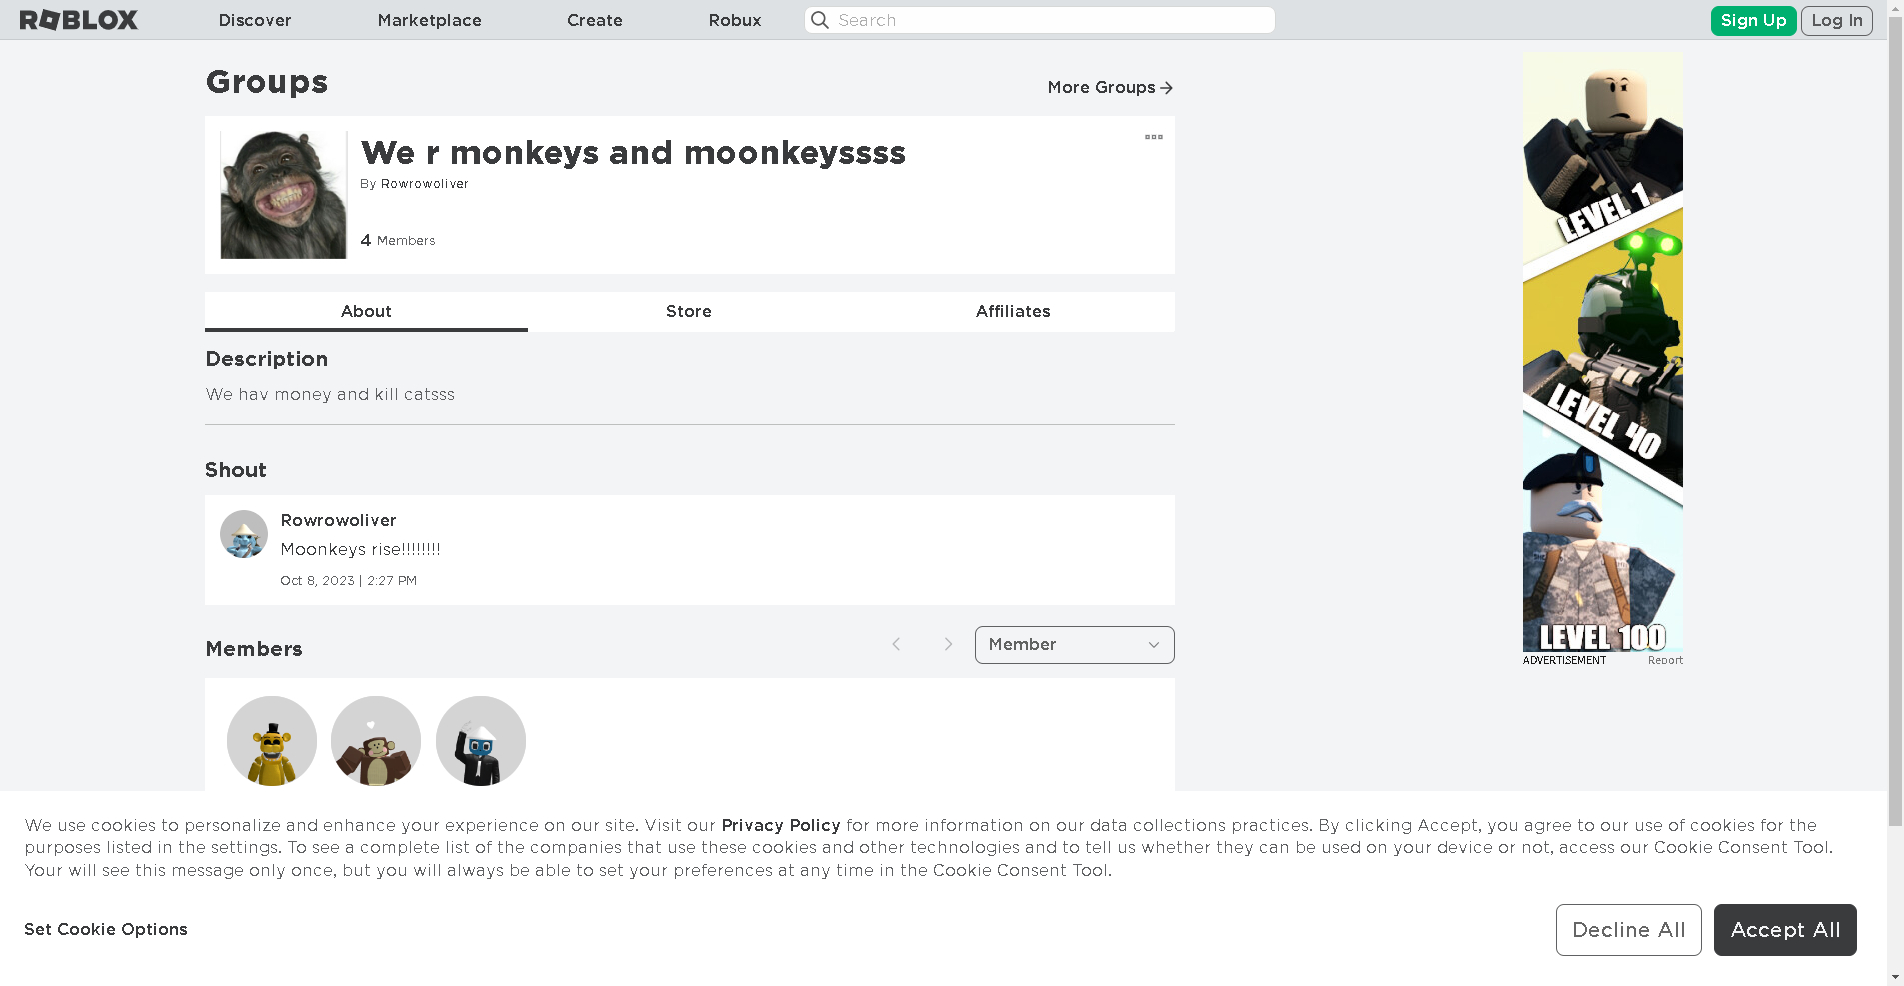 ROBLOX Discover Marketplace Create Robux Search Sign Up Log In
Groups
More Groups
We r monkeys and moonkeyssss
By Rowrowoliver
4 Members
About Store Affiliates
Description
We hav money and kill catsss
Shout
Rowrowoliver
Moonkeys rise!!!!!!!!
Oct 8, 2023 | 2:27 PM
Members
Member
LEVEL 1
LEVEL 40
LEVEL 100
ADVERTISEMENT Report
We use cookies to personalize and enhance your experience on our site. Visit our Privacy Policy for more information on our data collections practices. By clicking Accept, you agree to our use of cookies for the
purposes listed in the settings. To see a complete list of the companies that use these cookies and other technologies and to tell us whether they can be used on your device or not, access our Cookie Consent Tool.
Your will see this message only once, but you will always be able to set your preferences at any time in the Cookie Consent Tool.
Set Cookie Options
Decline All
Accept All